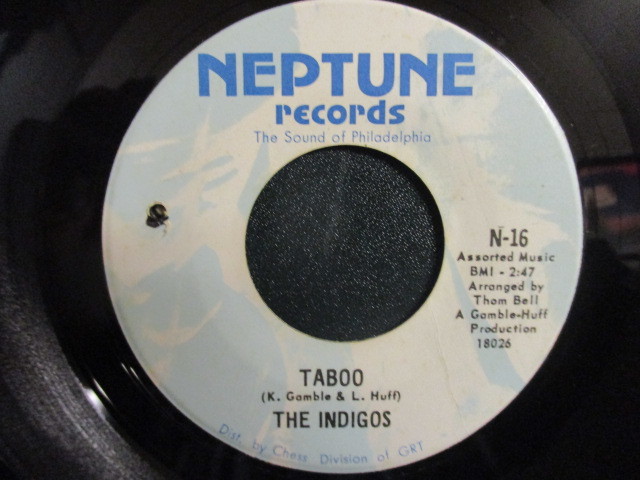 NEPTUNE
records
The Sound of Philadelphia
N-16
Assorted Music
BMI - 2:47
Arranged by
Thom Bell
A Gamble-Huff
Production
18026
TABOO
(K. Gamble & L. Huff)
THE INDIGOS
Dist. by Chess Division of GRT